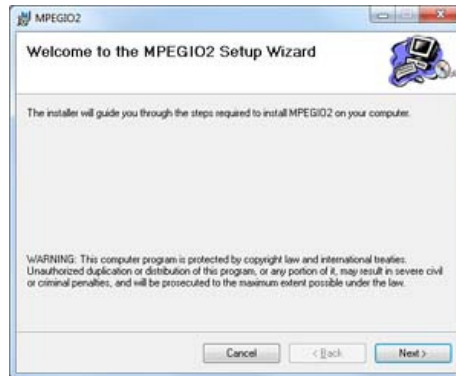 MPEGIO2
Welcome to the MPEGIO2 Setup Wizard
The installer will guide you through the steps required to install MPEGIO2 on your computer.
WARNING: This computer program is protected by copyright law and international treaties.
Unauthorized duplication or distribution of this program, or any portion of it, may result in severe civil
or criminal penalties, and will be prosecuted to the maximum extent possible under the law.
Cancel
< Back
Next >